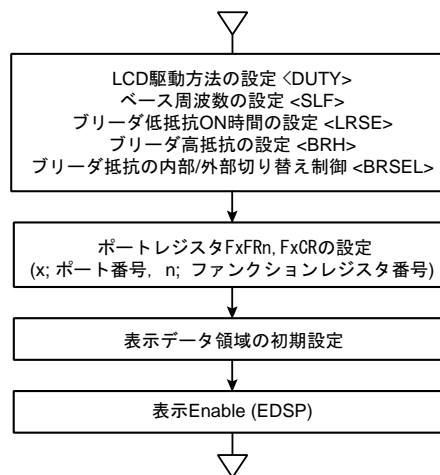 LCD駆動方法の設定 <DUTY>
ベース周波数の設定 <SLF>
ブリーダ低抵抗ON時間の設定 <LRSE>
ブリーダ高抵抗の設定 <BRH>
ブリーダ抵抗の内部/外部切り替え制御 <BRSEL>
ポートレジスタFxFRn, FxCRの設定
(x; ポート番号, n; ファンクションレジスタ番号)
表示データ領域の初期設定
表示Enable (EDSP)